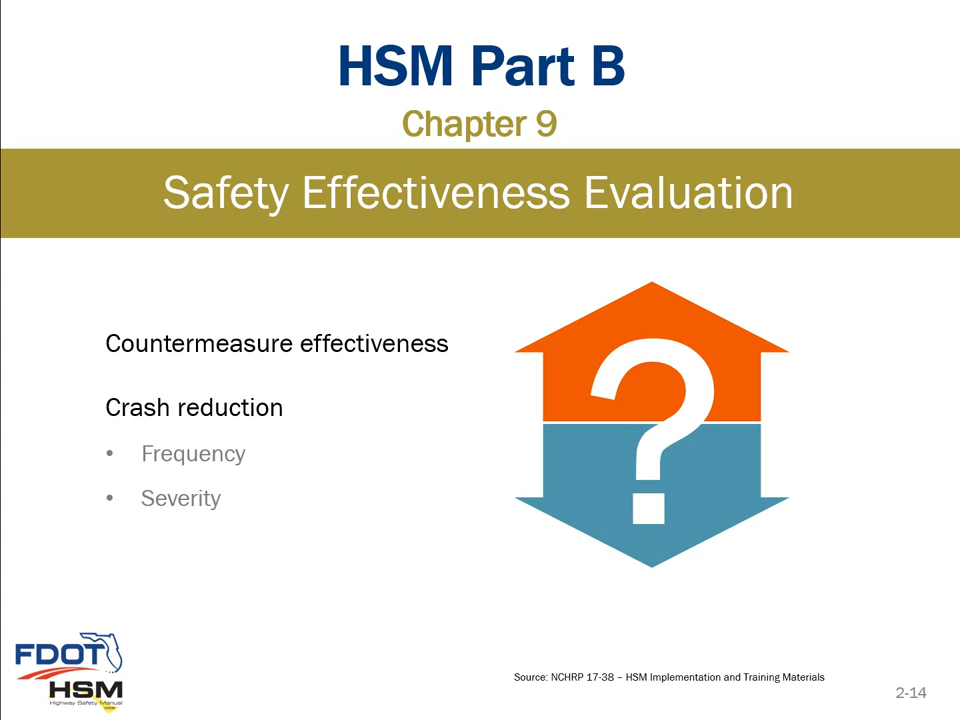 HSM Part B
Chapter 9
Safety Effectiveness Evaluation
Countermeasure effectiveness
Crash reduction
• Frequency
• Severity
?
FDOT
HSM
Highway Safety Manual
Source: NCHRP 17-38 – HSM Implementation and Training Materials
2-14